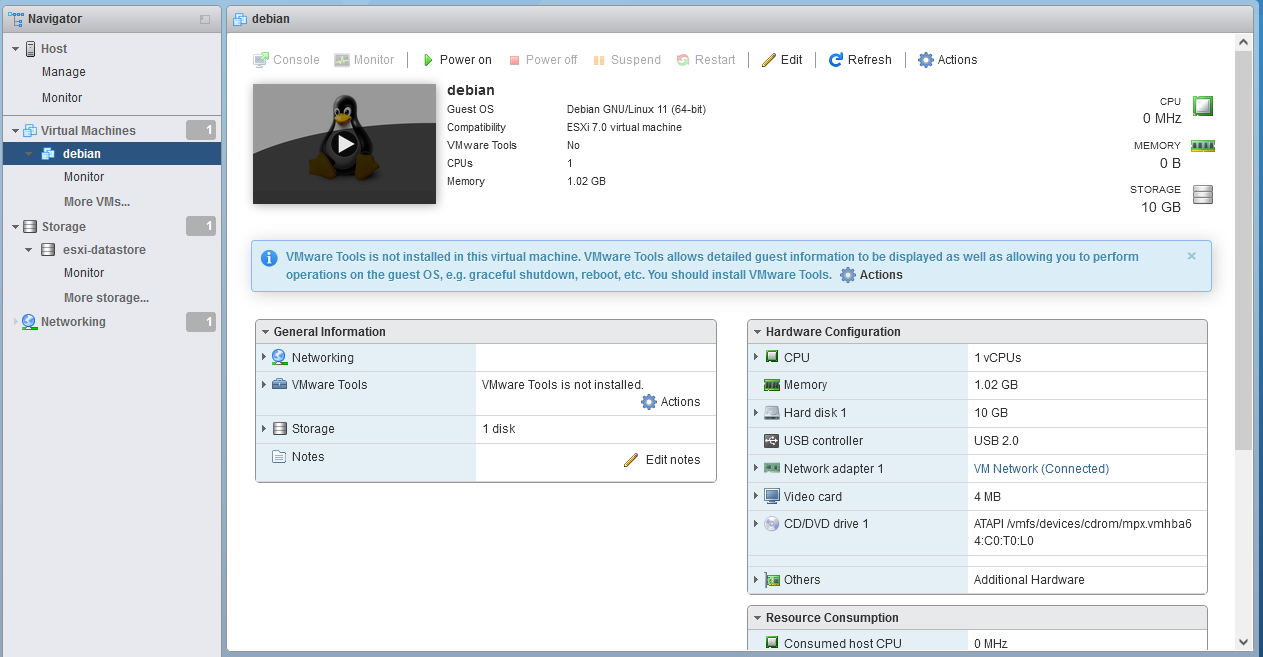 Navigator
Host
Manage
Monitor
Virtual Machines 1
debian
Monitor
More VMs...
Storage 1
esxi-datastore
Monitor
More storage...
Networking 1
debian
Console Monitor Power on Power off Suspend Restart Edit Refresh Actions
debian
Guest OS Debian GNU/Linux 11 (64-bit)
Compatibility ESXi 7.0 virtual machine
VMware Tools No
CPUs 1
Memory 1.02 GB
CPU
0 MHz
MEMORY
0 B
STORAGE
10 GB
VMware Tools is not installed in this virtual machine. VMware Tools allows detailed guest information to be displayed as well as allowing you to perform
operations on the guest OS, e.g. graceful shutdown, reboot, etc. You should install VMware Tools. Actions
General Information
Networking
VMware Tools VMware Tools is not installed.
Actions
Storage 1 disk
Notes
Edit notes
Hardware Configuration
CPU 1 vCPUs
Memory 1.02 GB
Hard disk 1 10 GB
USB controller USB 2.0
Network adapter 1 VM Network (Connected)
Video card 4 MB
CD/DVD drive 1 ATAPI /vmfs/devices/cdrom/mpx.vmhba6
4:C0:T0:L0
Others Additional Hardware
Resource Consumption
Consumed host CPU 0 MHz